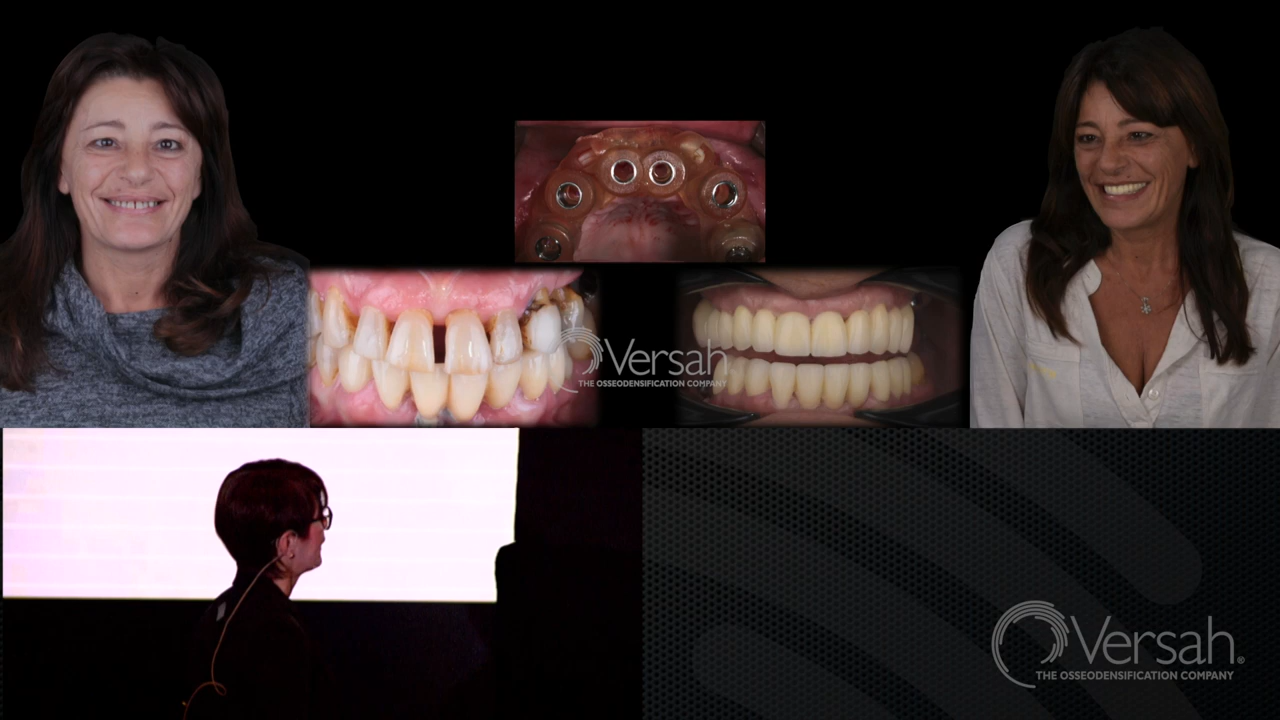 Versah
THE OSSEODENSIFICATION COMPANY
Versah®
THE OSSEODENSIFICATION COMPANY